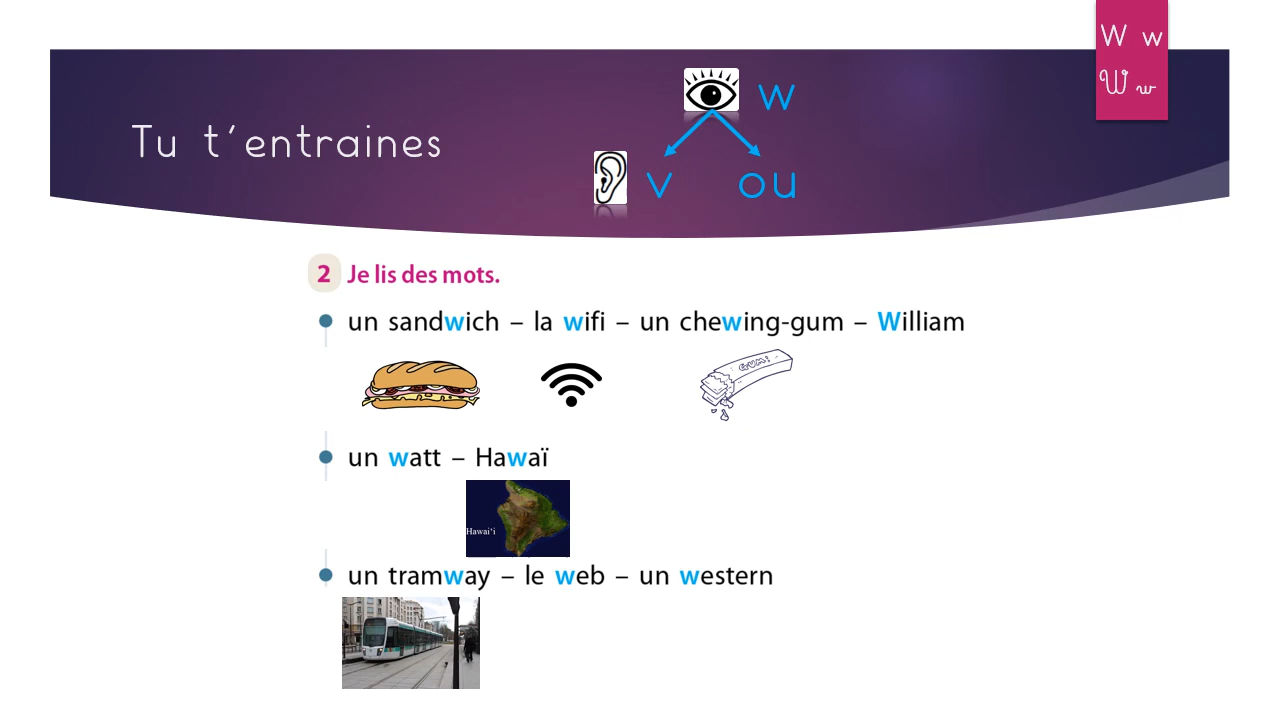 W w
W w
w
Tu t'entraines
v ou
2 Je lis des mots.
un sandwich – la wifi – un chewing-gum – William
GUM!
un watt – Hawaï
Hawai'i
un tramway – le web – un western